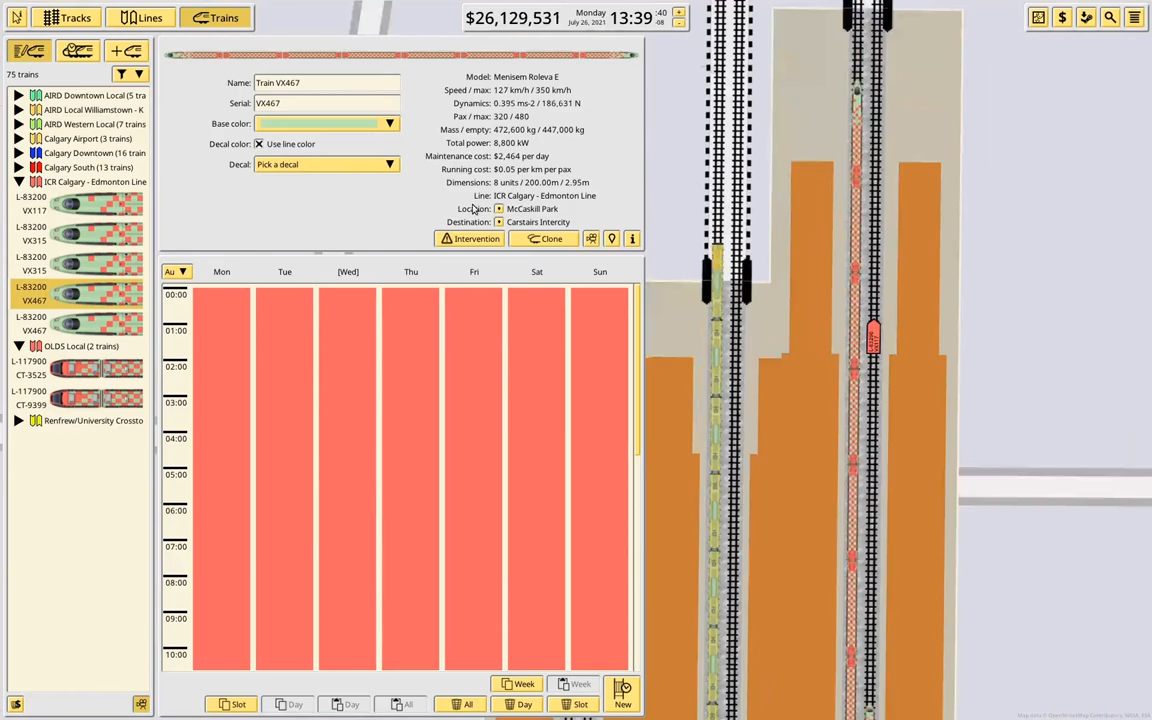 Tracks
Lines
Trains
$26,129,531
Monday
July 26, 2021
13:39
:40
-08
+
-
$
75 trains
AIRD Downtown Local (5 tra
AIRD Local Williamstown - K
AIRD Western Local (7 trains
Calgary Airport (3 trains)
Calgary Downtown (16 train
Calgary South (13 trains)
ICR Calgary - Edmonton Line
L-83200
VX117
L-83200
VX315
L-83200
VX315
L-83200
VX467
L-83200
VX467
OLDS Local (2 trains)
L-117900
CT-3525
L-117900
CT-9399
Renfrew/University Crossto
Name: Train VX467
Serial: VX467
Base color:
Decal color: Use line color
Decal: Pick a decal
Model: Menisem Roleva E
Speed / max: 127 km/h / 350 km/h
Dynamics: 0.395 ms-2 / 186,631 N
Pax / max: 320 / 480
Mass / empty: 472,600 kg / 447,000 kg
Total power: 8,800 kW
Maintenance cost: $2,464 per day
Running cost: $0.05 per km per pax
Dimensions: 8 units / 200.00m / 2.95m
Line: ICR Calgary - Edmonton Line
Location: McCaskill Park
Destination: Carstairs Intercity
Intervention
Clone
Au
Mon
Tue
[Wed]
Thu
Fri
Sat
Sun
00:00
01:00
02:00
03:00
04:00
05:00
06:00
07:00
08:00
09:00
10:00
Week
Week
Slot
Day
Day
All
All
Day
Slot
New
L-83200
VX117